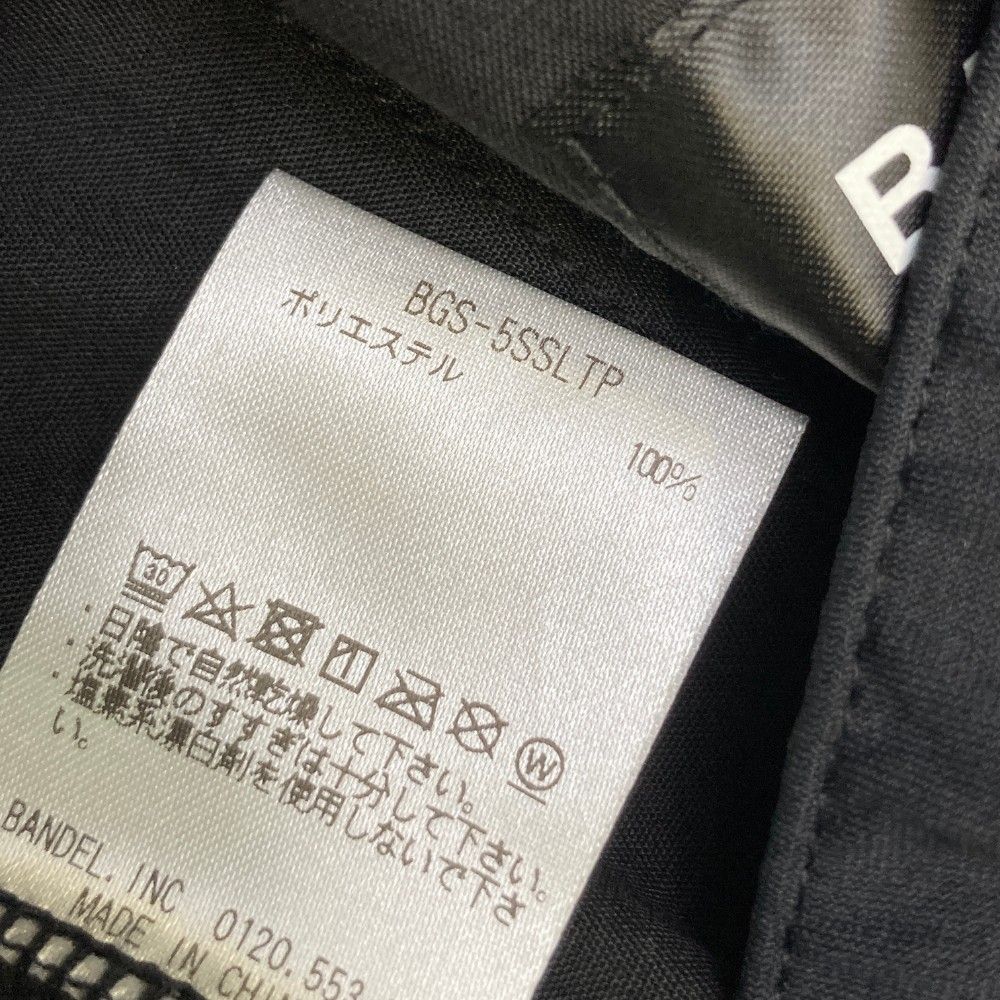 BGS-5SSLTP
ポリエステル
100%
30
W
・日陰で自然乾燥して下さい。
・洗濯後のすすぎは十分して下さい。
・塩素系漂白剤を使用しないで下さ
い。
BANDEL.INC 0120.553
MADE IN CHIN
B